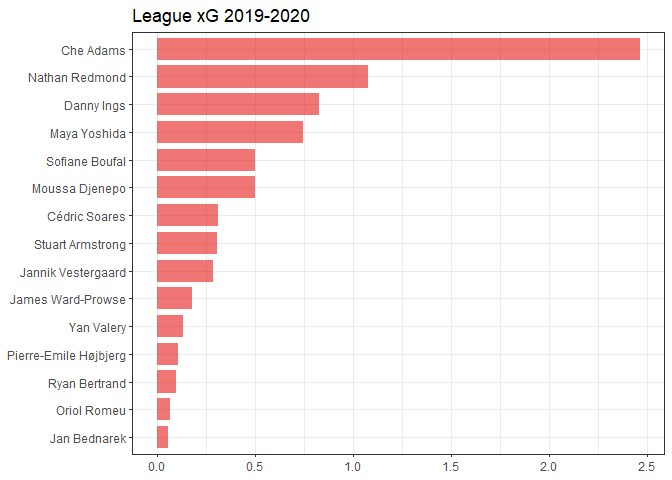 League xG 2019-2020
Che Adams
Nathan Redmond
Danny Ings
Maya Yoshida
Sofiane Boufal
Moussa Djenepo
Cédric Soares
Stuart Armstrong
Jannik Vestergaard
James Ward-Prowse
Yan Valery
Pierre-Emile Højbjerg
Ryan Bertrand
Oriol Romeu
Jan Bednarek
0.0 0.5 1.0 1.5 2.0 2.5